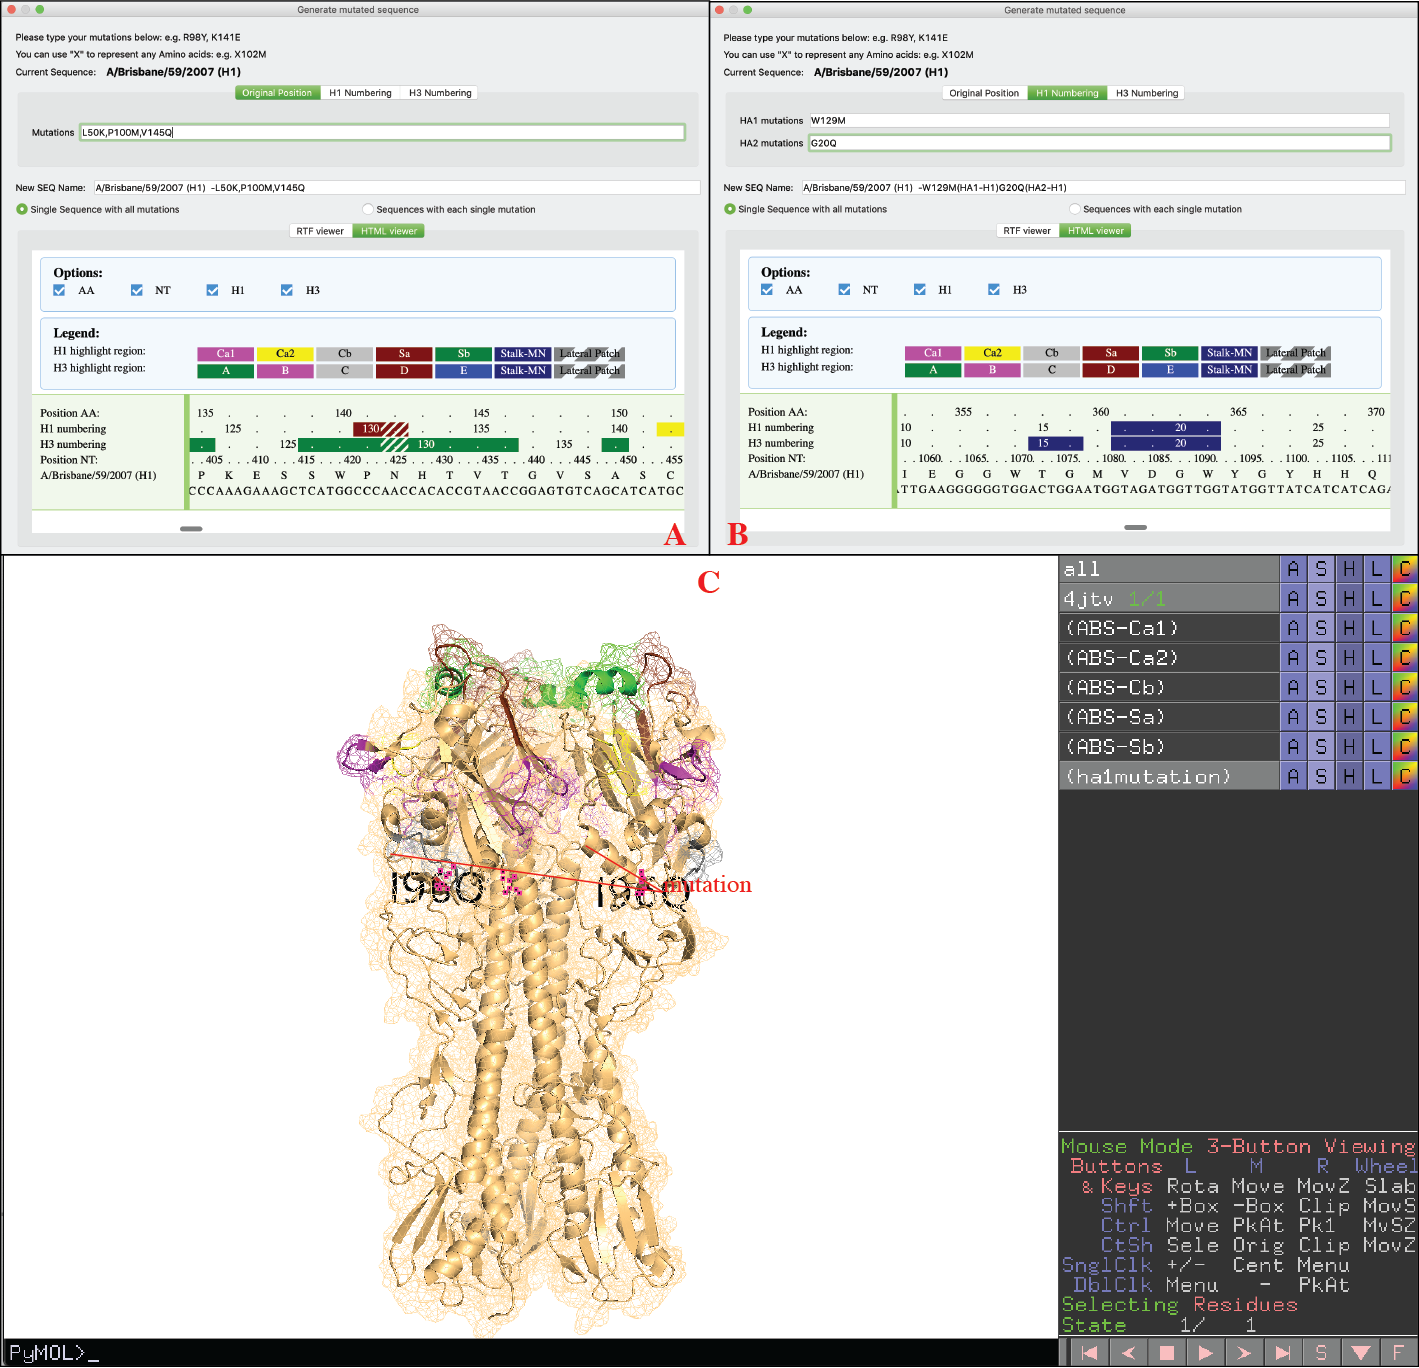 Generate mutated sequence
Please type your mutations below: e.g. R98Y, K141E
You can use "X" to represent any Amino acids: e.g. X102M
Current Sequence: A/Brisbane/59/2007 (H1)
Original Position H1 Numbering H3 Numbering
Mutations L50K,P100M,V145Q
New SEQ Name: A/Brisbane/59/2007 (H1) -L50K,P100M,V145Q
Single Sequence with all mutations Sequences with each single mutation
RTF viewer HTML viewer
Options:
AA NT H1 H3
Legend:
H1 highlight region: Ca1 Ca2 Cb Sa Sb Stalk-MN Lateral Patch
H3 highlight region: A B C D E Stalk-MN Lateral Patch
Position AA: 135 . . . . 140 . . . . 145 . . . . 150 . .
H1 numbering . 125 . . . . 130 . . . 135 . . . . 140 . .
H3 numbering . . . 125 . . . . 130 . . . . 135 . . . .
Position NT: . . 405 . . 410 . . 415 . . 420 . . 425 . . 430 . . 435 . . 440 . . 445 . . 450 . . 455
A/Brisbane/59/2007 (H1) P K E S S W P N H T V T G V S A S C
CCCAAAGAAAGCTCATGGCCCAACCACACCGTAACCGGAGTGTCAGCATCATGC
A
Generate mutated sequence
Please type your mutations below: e.g. R98Y, K141E
You can use "X" to represent any Amino acids: e.g. X102M
Current Sequence: A/Brisbane/59/2007 (H1)
Original Position H1 Numbering H3 Numbering
HA1 mutations W129M
HA2 mutations G20Q
New SEQ Name: A/Brisbane/59/2007 (H1) -W129M(HA1-H1)G20Q(HA2-H1)
Single Sequence with all mutations Sequences with each single mutation
RTF viewer HTML viewer
Options:
AA NT H1 H3
Legend:
H1 highlight region: Ca1 Ca2 Cb Sa Sb Stalk-MN Lateral Patch
H3 highlight region: A B C D E Stalk-MN Lateral Patch
Position AA: . . 355 . . . . 360 . . . . 365 . . . . 370
H1 numbering 10 . . . . 15 . . . . 20 . . . . 25 . .
H3 numbering 10 . . . . 15 . . . . 20 . . . . 25 . .
Position NT: . . 1060. . . 1065. . . 1070. . . 1075. . . 1080. . . 1085. . . 1090. . . 1095. . . 1100. . . 1105. . . 111
A/Brisbane/59/2007 (H1) I E G G W T G M V D G W Y G Y H H Q
ATTGAAGGGGGGTGGACTGGAATGGTAGATGGTTGGTATGGTTATCATCATCAGA
B
C
196Q 196Q
mutation
all A S H L C
4jtv 1/1 A S H L C
(ABS-Ca1) A S H L C
(ABS-Ca2) A S H L C
(ABS-Cb) A S H L C
(ABS-Sa) A S H L C
(ABS-Sb) A S H L C
(ha1mutation) A S H L C
Mouse Mode 3-Button Viewing
Buttons L M R Wheel
& Keys Rota Move MovZ Slab
Shft +Box -Box Clip MovS
Ctrl Move PkAt Pk1 MvSZ
CtSh Sele Orig Clip MovZ
SnglClk +/- Cent Menu
DblClk Menu - PkAt
Selecting Residues
State 1/ 1
S F
PyMOL>_